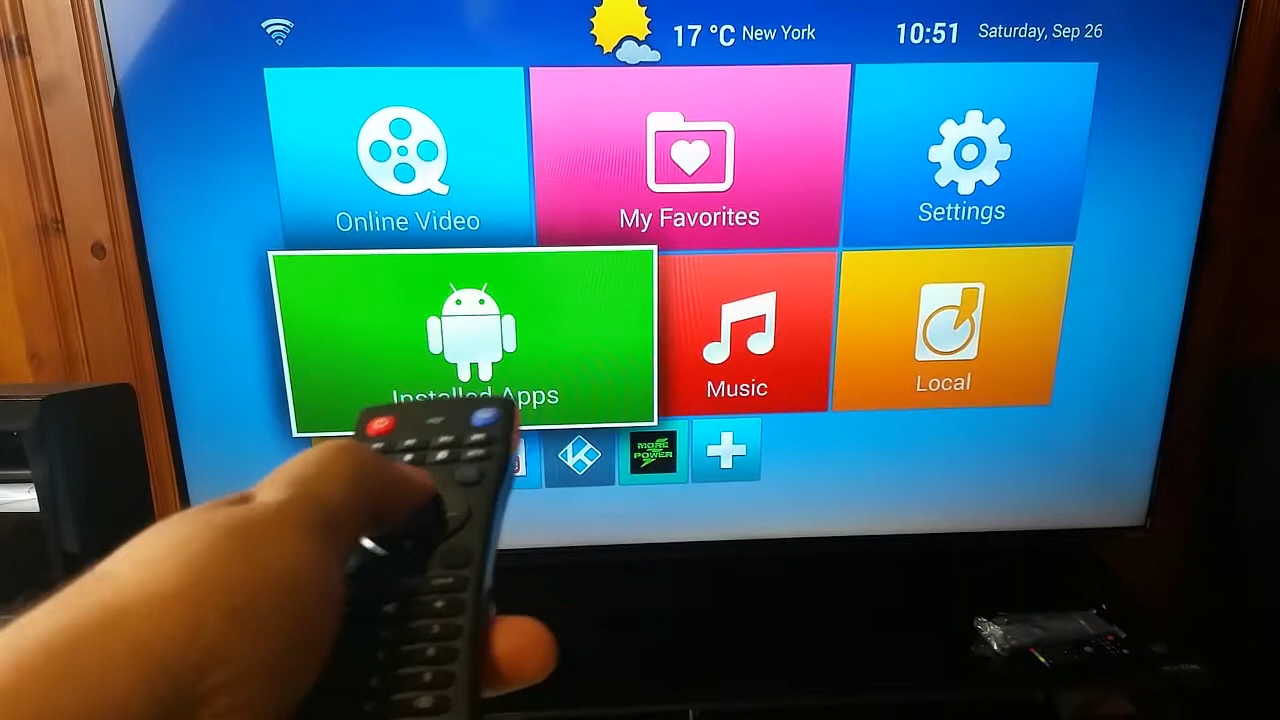 17 °C New York 10:51 Saturday, Sep 26
Online Video
My Favorites
Settings
Installed Apps
Music
Local
MORE
POWER